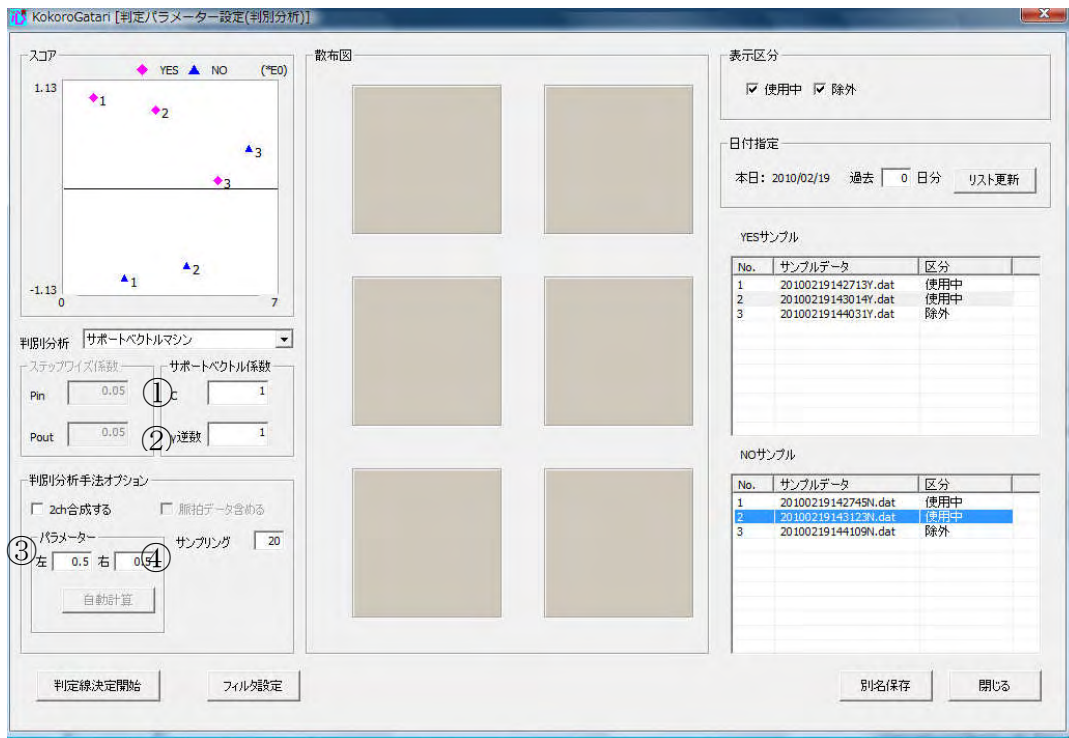 KokoroGatari [判定パラメーター設定(判別分析)]
スコア
◆ YES ▲ NO (*E0)
1.13
1
2
3
3
1
2
-1.13
0 7
判別分析 サポートベクトルマシン
ステップワイズ係数
Pin 0.05
Pout 0.05
サポートベクトル係数
① C 1
② γ逆数 1
判別分析手法オプション
2ch合成する 脈拍データ含める
パラメーター
③ 左 0.5 右 0.5 ④
サンプリング 20
自動計算
判定線決定開始 フィルタ設定
散布図
表示区分
使用中 除外
日付指定
本日: 2010/02/19 過去 0 日分 リスト更新
YESサンプル
No. サンプルデータ 区分
1 20100219142713Y.dat 使用中
2 20100219143014Y.dat 使用中
3 20100219144031Y.dat 除外
NOサンプル
No. サンプルデータ 区分
1 20100219142745N.dat 使用中
2 20100219143123N.dat 使用中
3 20100219144109N.dat 除外
別名保存 閉じる